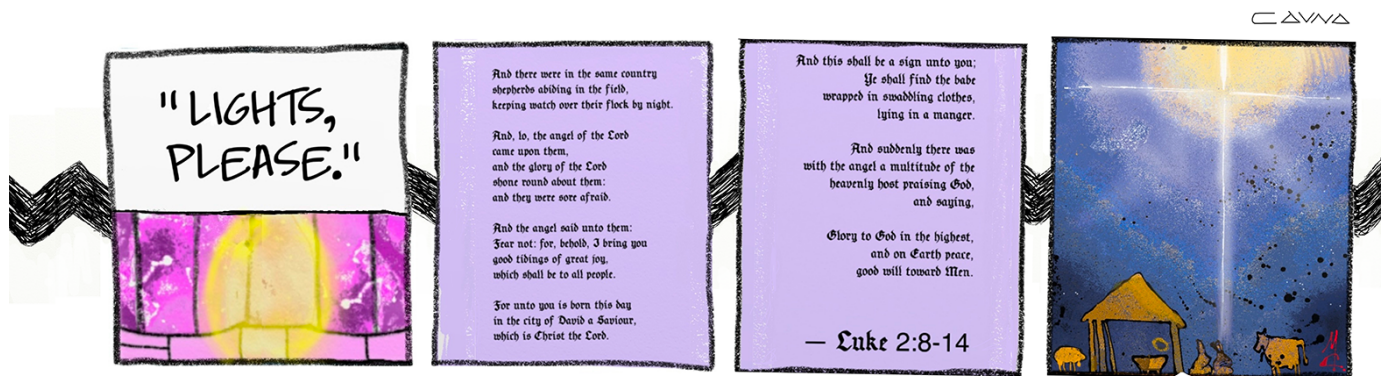 CAVNA
"LIGHTS,
PLEASE."
And there were in the same country
shepherds abiding in the field,
keeping watch over their flock by night.
And, lo, the angel of the Lord
came upon them,
and the glory of the Lord
shone round about them:
and they were sore afraid.
And the angel said unto them:
Fear not: for, behold, I bring you
good tidings of great joy,
which shall be to all people.
For unto you is born this day
in the city of David a Saviour,
which is Christ the Lord.
And this shall be a sign unto you;
Ye shall find the babe
wrapped in swaddling clothes,
lying in a manger.
And suddenly there was
with the angel a multitude of the
heavenly host praising God,
and saying,
Glory to God in the highest,
and on Earth peace,
good will toward Men.
— Luke 2:8-14